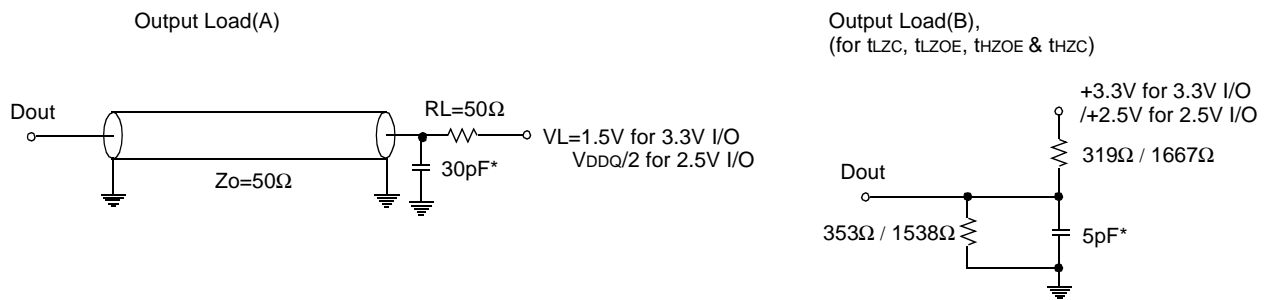 Output Load(A)
Dout
Zo=50Ω
RL=50Ω
30pF*
VL=1.5V for 3.3V I/O
VDDQ/2 for 2.5V I/O
Output Load(B),
(for tLZC, tLZOE, tHZOE & tHZC)
+3.3V for 3.3V I/O
/+2.5V for 2.5V I/O
319Ω / 1667Ω
Dout
353Ω / 1538Ω
5pF*